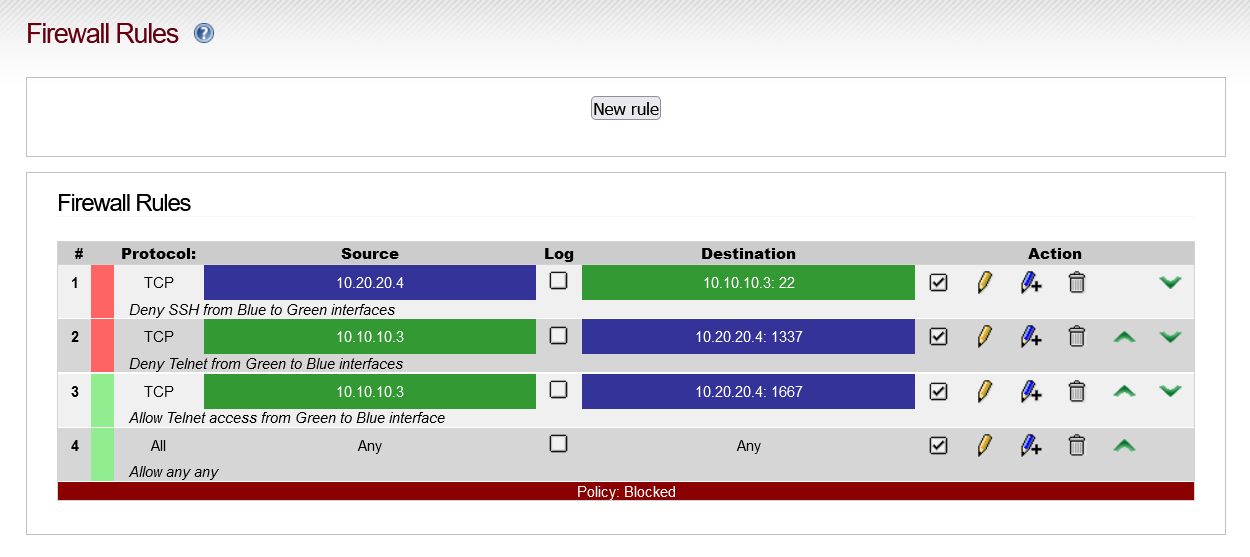 Firewall Rules ?
New rule
Firewall Rules
# Protocol: Source Log Destination Action
1 TCP 10.20.20.4 10.10.10.3: 22
Deny SSH from Blue to Green interfaces
2 TCP 10.10.10.3 10.20.20.4: 1337
Deny Telnet from Green to Blue interfaces
3 TCP 10.10.10.3 10.20.20.4: 1667
Allow Telnet access from Green to Blue interface
4 All Any Any
Allow any any
Policy: Blocked